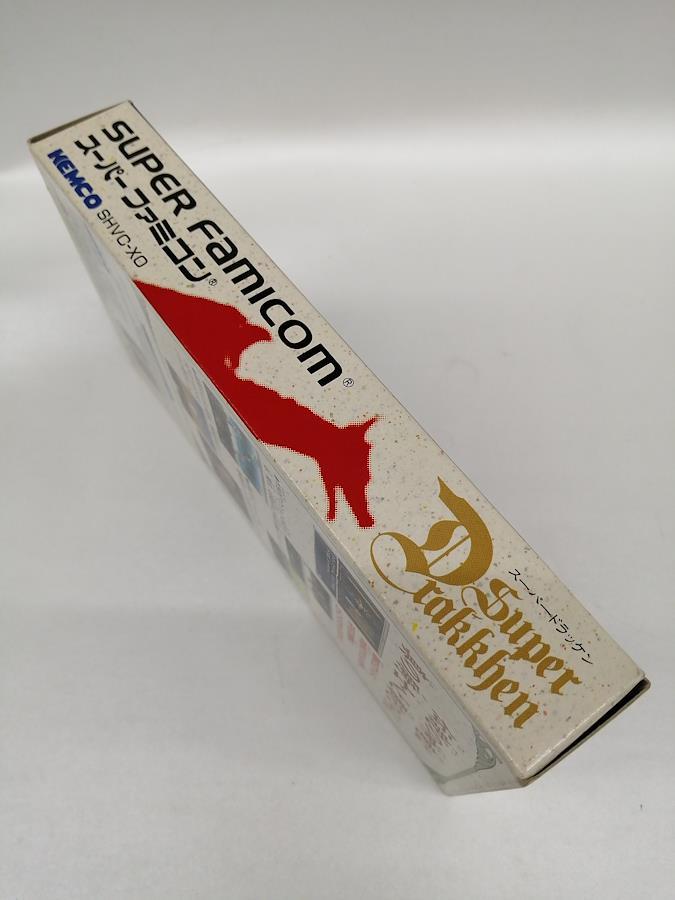 SUPER FAMICOM®
スーパーファミコン®
KEMCO SHVC-XD
スーパードラッケン
Super
Drakkhen